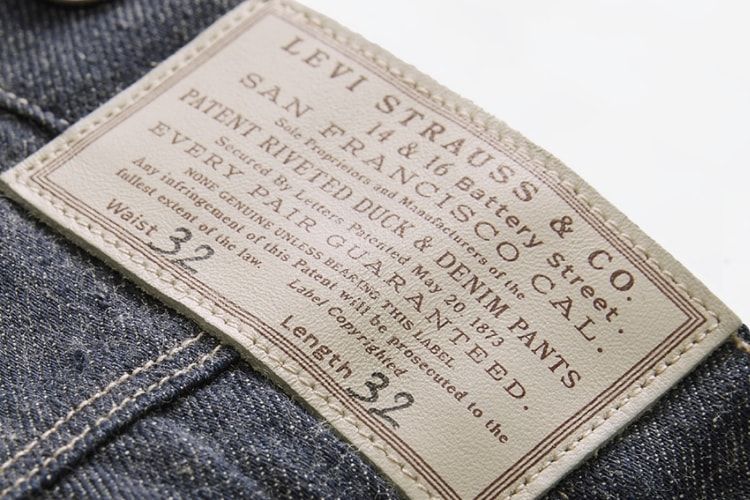 LEVI STRAUSS & CO.
14 & 16 Battery Street.
SAN FRANCISCO CAL.
Sole Proprietors and Manufacturers of the
PATENT RIVETED DUCK & DENIM PANTS
Secured By Letters Patented May 20, 1873
EVERY PAIR GUARANTEED.
NONE GENUINE UNLESS BEARING THIS LABEL
Any infringement of this Patent will be prosecuted to the
fullest extent of the law. Label Copyrighted
Waist 32 Length 32